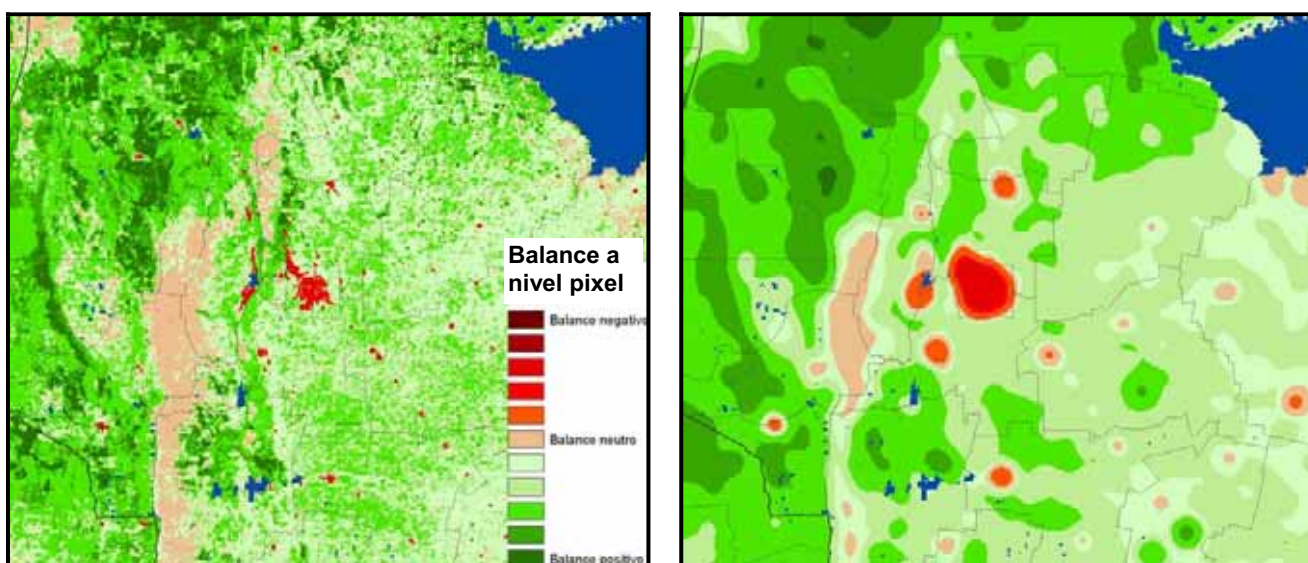 Balance a
nivel pixel
Balance negativo
Balance neutro
Balance positivo